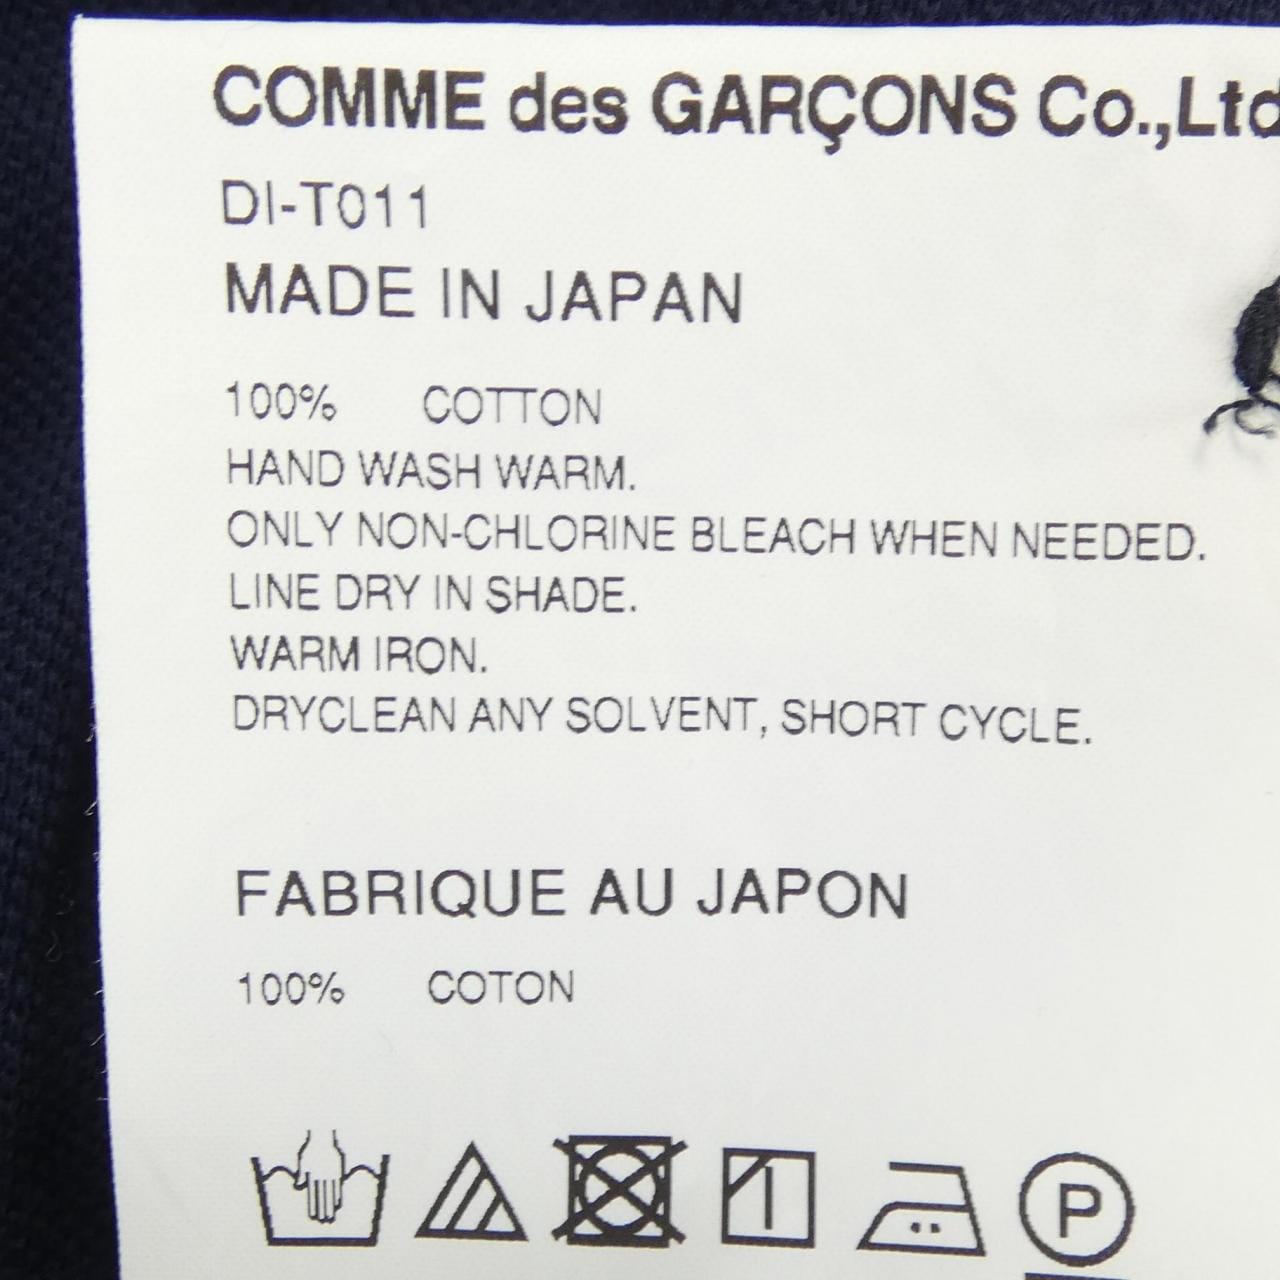 COMME des GARÇONS Co.,Ltd
DI-T011
MADE IN JAPAN
100% COTTON
HAND WASH WARM.
ONLY NON-CHLORINE BLEACH WHEN NEEDED.
LINE DRY IN SHADE.
WARM IRON.
DRYCLEAN ANY SOLVENT, SHORT CYCLE.
FABRIQUE AU JAPON
100% COTON
P